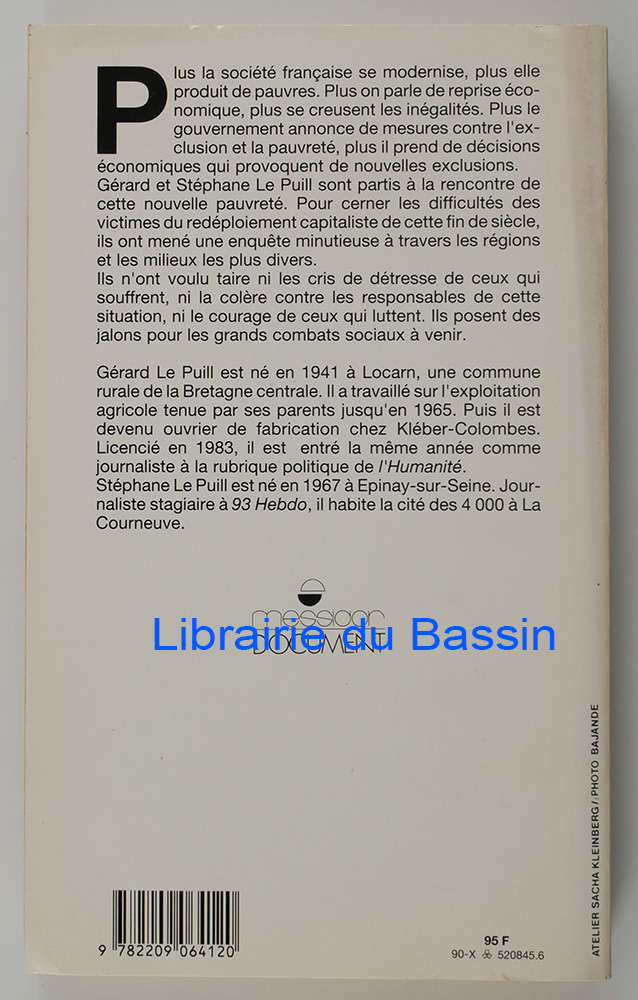 Plus la société française se modernise, plus elle
produit de pauvres. Plus on parle de reprise éco-
nomique, plus se creusent les inégalités. Plus le
gouvernement annonce de mesures contre l'ex-
clusion et la pauvreté, plus il prend de décisions
économiques qui provoquent de nouvelles exclusions.
Gérard et Stéphane Le Puill sont partis à la rencontre de
cette nouvelle pauvreté. Pour cerner les difficultés des
victimes du redéploiement capitaliste de cette fin de siècle,
ils ont mené une enquête minutieuse à travers les régions
et les milieux les plus divers.
Ils n'ont voulu taire ni les cris de détresse de ceux qui
souffrent, ni la colère contre les responsables de cette
situation, ni le courage de ceux qui luttent. Ils posent des
jalons pour les grands combats sociaux à venir.
Gérard Le Puill est né en 1941 à Locarn, une commune
rurale de la Bretagne centrale. Il a travaillé sur l'exploitation
agricole tenue par ses parents jusqu'en 1965. Puis il est
devenu ouvrier de fabrication chez Kléber-Colombes.
Licencié en 1983, il est entré la même année comme
journaliste à la rubrique politique de l'Humanité.
Stéphane Le Puill est né en 1967 à Epinay-sur-Seine. Jour-
naliste stagiaire à 93 Hebdo, il habite la cité des 4 000 à La
Courneuve.
messidor
Librairie du Bassin
DOCUMENT
ATELIER SACHA KLEINBERG / PHOTO BAJANDE
9 782209 064120
95 F
90-X 520845.6